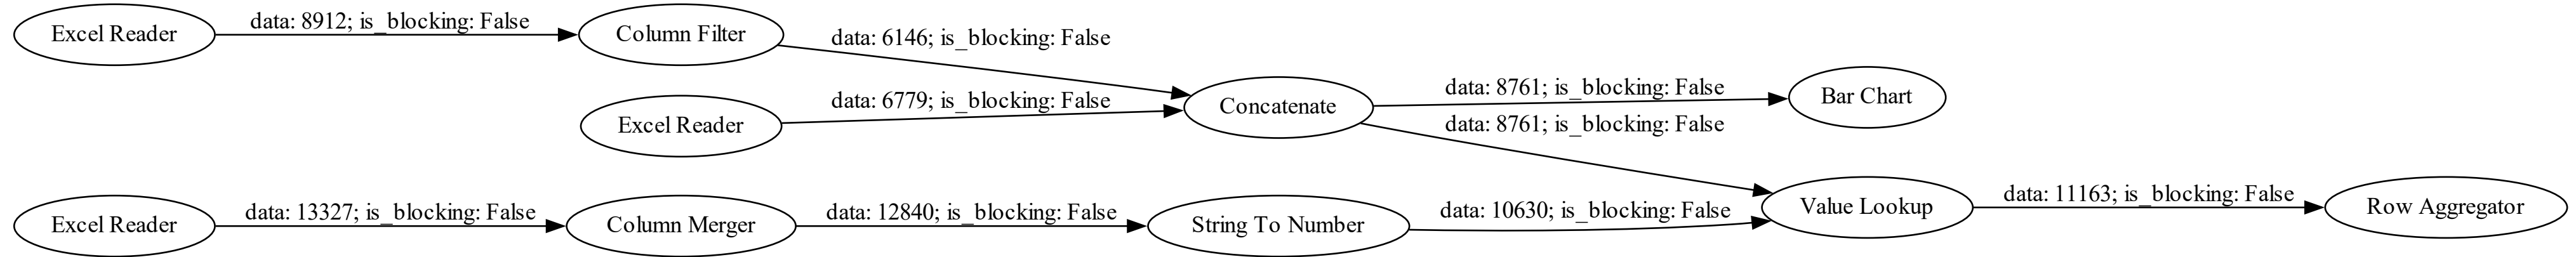 Excel Reader
data: 8912; is_blocking: False
Column Filter
data: 6146; is_blocking: False
Excel Reader
data: 6779; is_blocking: False
Concatenate
data: 8761; is_blocking: False
Bar Chart
data: 8761; is_blocking: False
Excel Reader
data: 13327; is_blocking: False
Column Merger
data: 12840; is_blocking: False
String To Number
data: 10630; is_blocking: False
Value Lookup
data: 11163; is_blocking: False
Row Aggregator